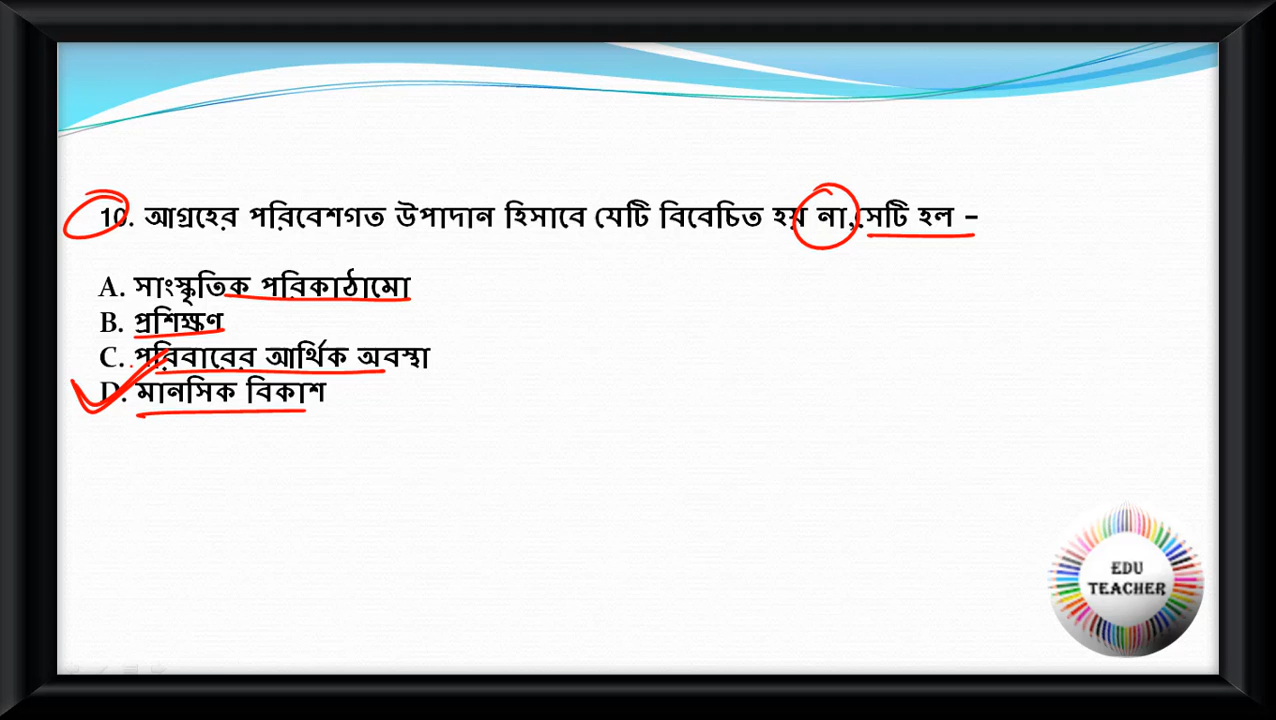 10. আগ্রহের পরিবেশগত উপাদান হিসাবে যেটি বিবেচিত হয় না,সেটি হল –
A. সাংস্কৃতিক পরিকাঠামো
B. প্রশিক্ষণ
C. পরিবারের আর্থিক অবস্থা
D. মানসিক বিকাশ
EDU
TEACHER